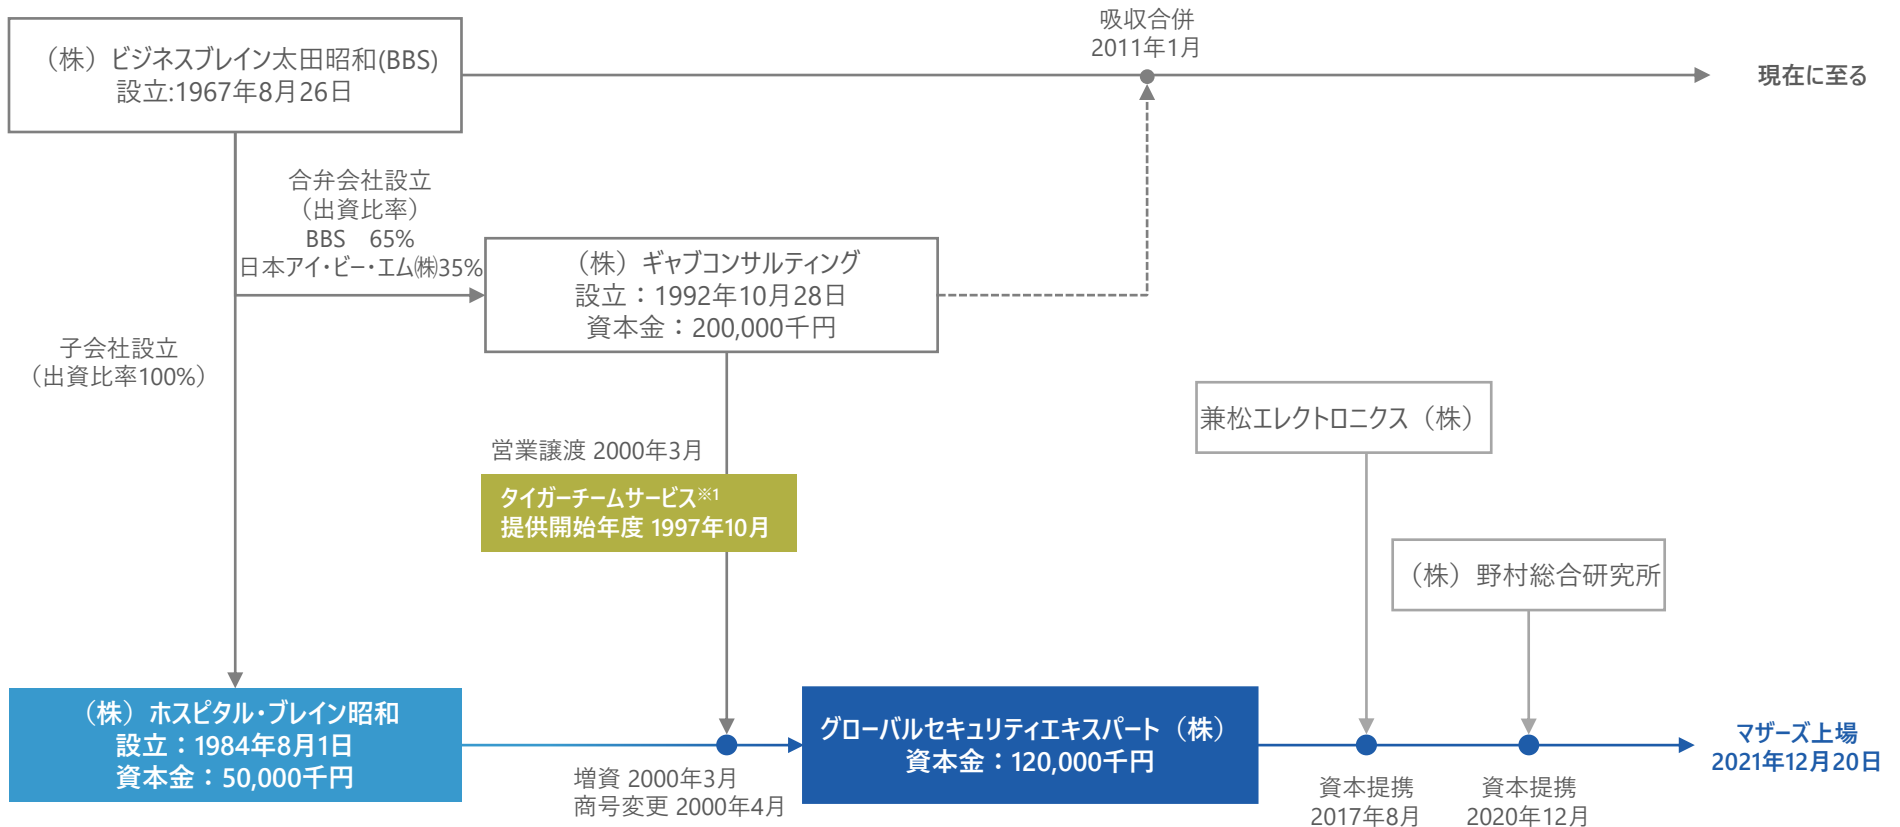 吸収合併
2011年1月
（株）ビジネスブレイン太田昭和(BBS)
設立:1967年8月26日
現在に至る
合弁会社設立
（出資比率）
BBS　65%
日本アイ・ビー・エム㈱35%
（株）ギャブコンサルティング
設立：1992年10月28日
資本金：200,000千円
子会社設立
（出資比率100%）
兼松エレクトロニクス（株）
営業譲渡 2000年3月
タイガーチームサービス※1
提供開始年度 1997年10月
（株）野村総合研究所
（株）ホスピタル・ブレイン昭和
設立：1984年8月1日
資本金：50,000千円
増資 2000年3月
商号変更 2000年4月
グローバルセキュリティエキスパート（株）
資本金：120,000千円
資本提携
2017年8月
資本提携
2020年12月
マザーズ上場
2021年12月20日